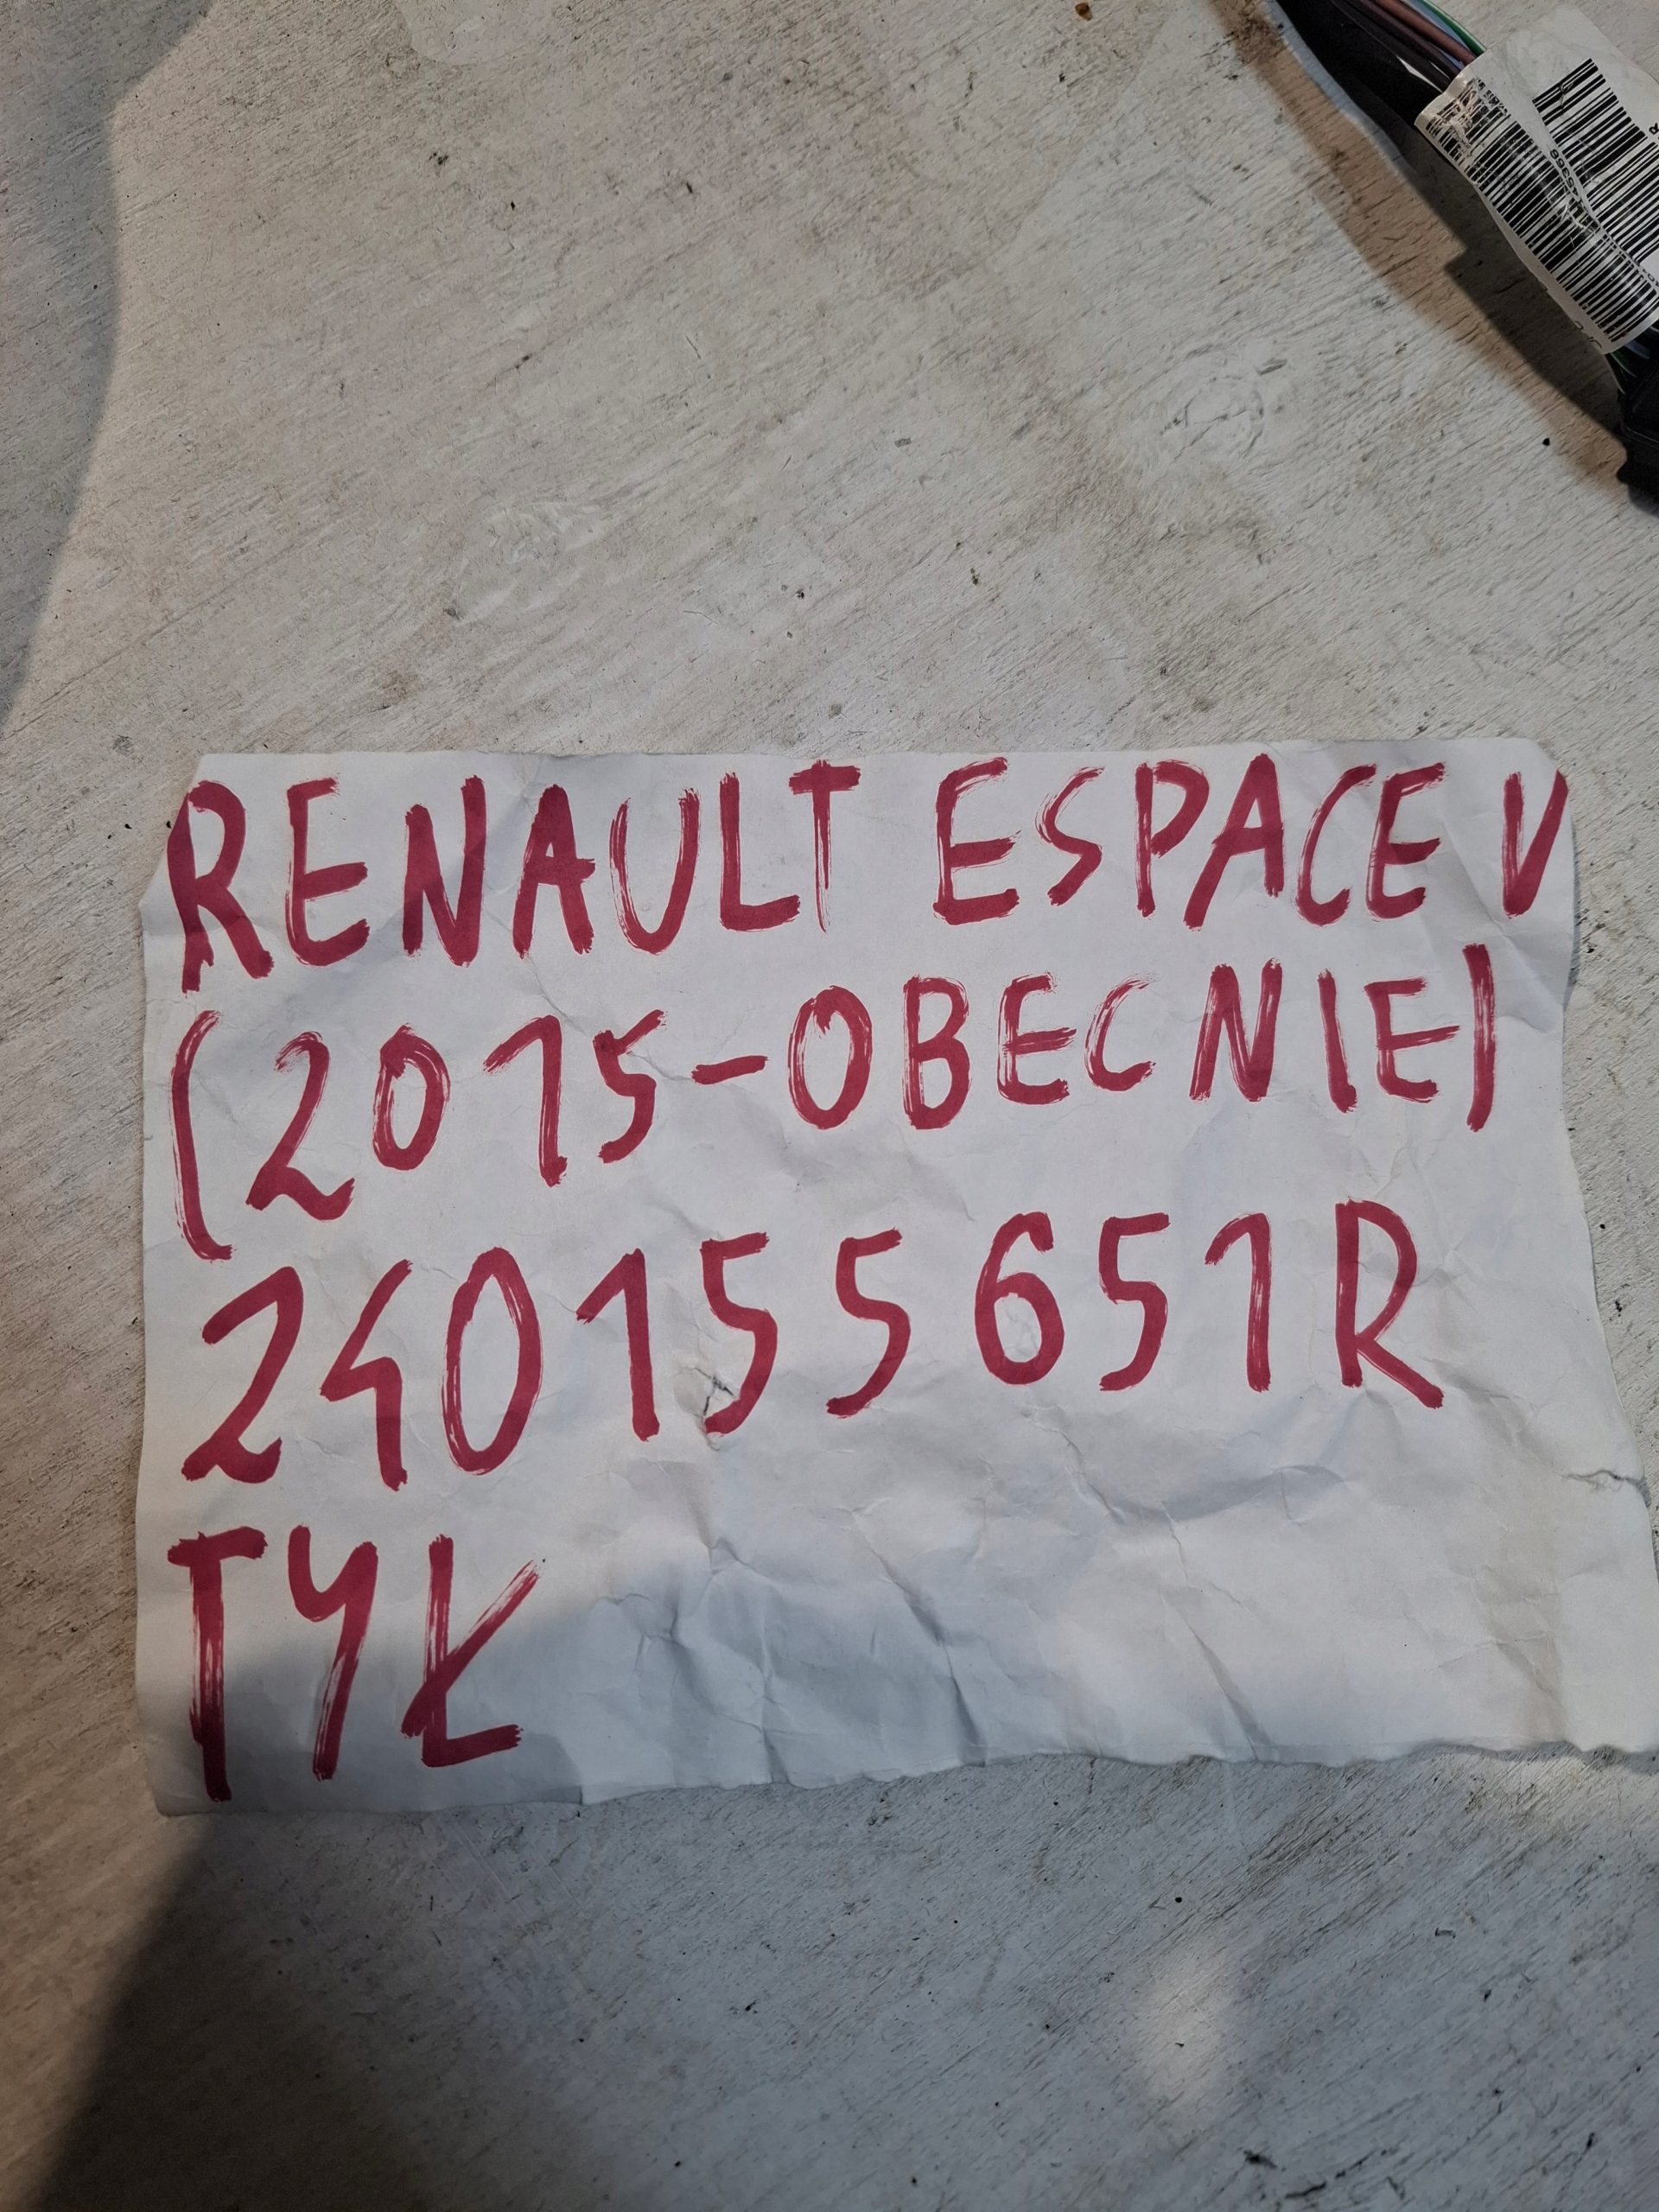 RENAULT ESPACE V
(2015-OBECNIE)
240155651R
TYŁ